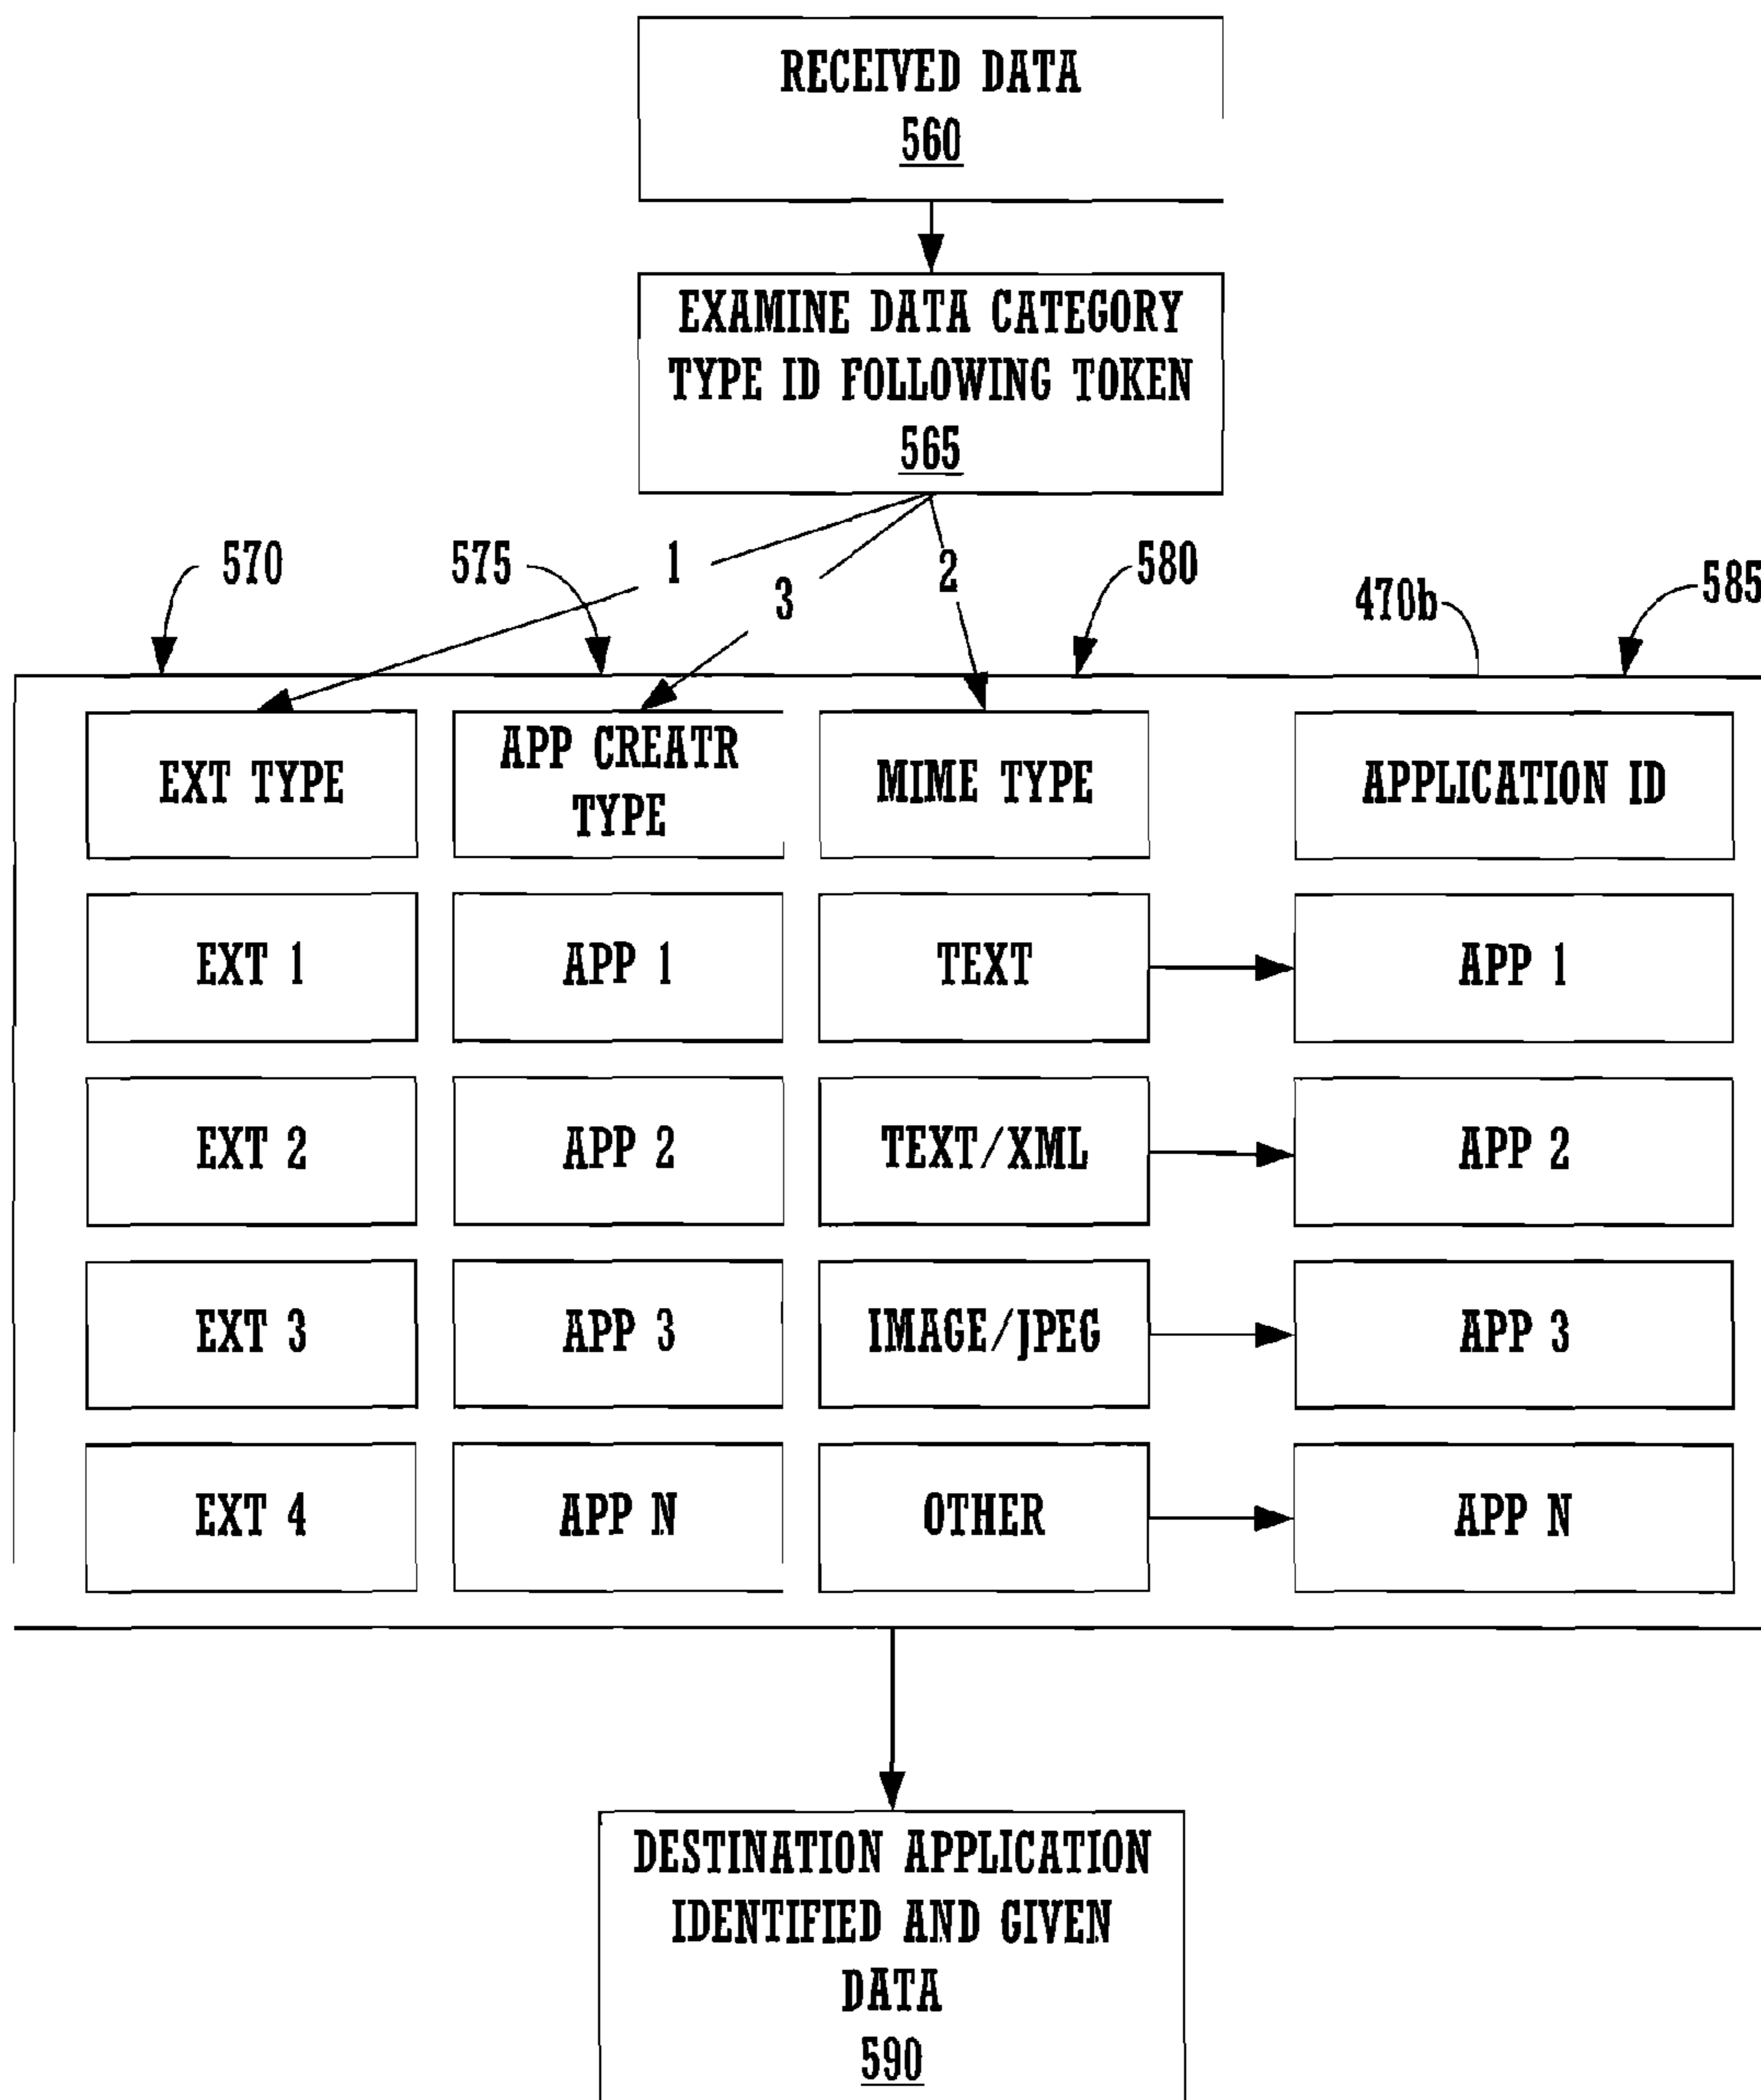 RECEIVED DATA
560
EXAMINE DATA CATEGORY
TYPE ID FOLLOWING TOKEN
565
570
575
1
3
2
580
470b
585
EXT TYPE
APP CREATR
TYPE
MIME TYPE
APPLICATION ID
EXT 1
APP 1
TEXT
APP 1
EXT 2
APP 2
TEXT/XML
APP 2
EXT 3
APP 3
IMAGE/JPEG
APP 3
EXT 4
APP N
OTHER
APP N
DESTINATION APPLICATION
IDENTIFIED AND GIVEN
DATA
590